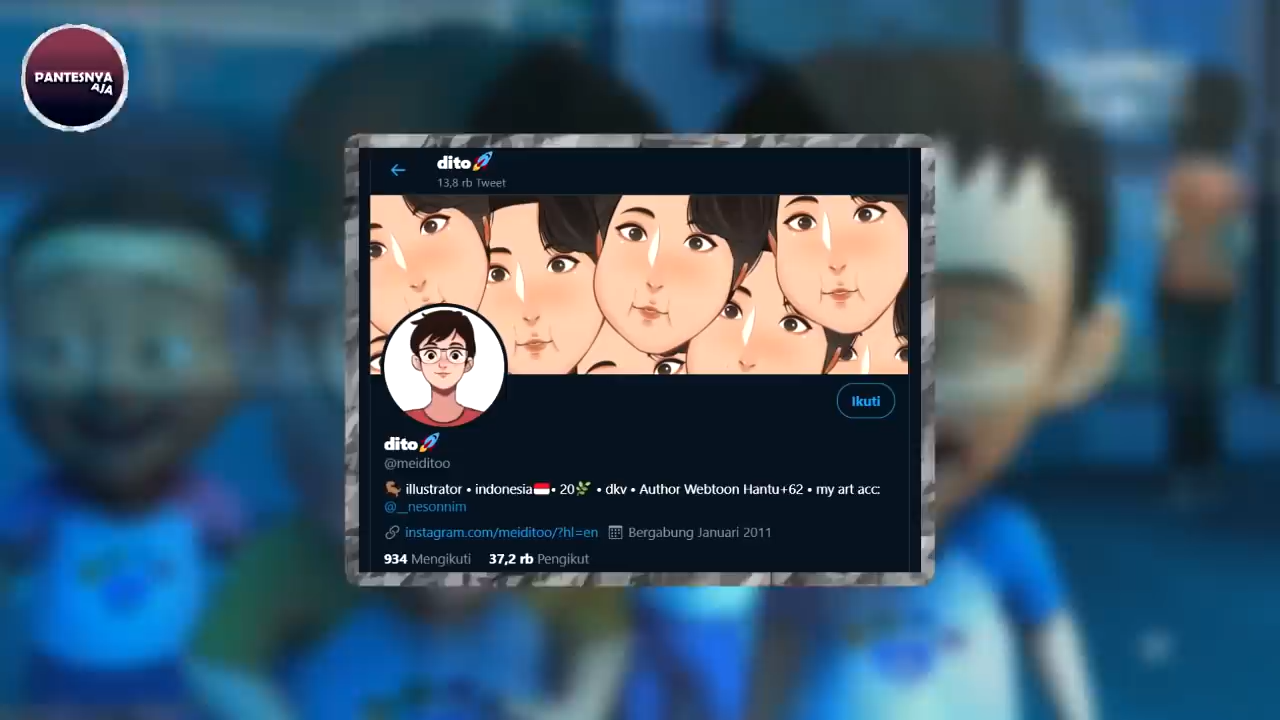 PANTESNYA
AJA
dito🚀
13,8 rb Tweet
Ikuti
dito🚀
@meiditoo
🦦 illustrator • indonesia🇮🇩• 20🌿 • dkv • Author Webtoon Hantu+62 • my art acc:
@__nesonnim
instagram.com/meiditoo/?hl=en Bergabung Januari 2011
934 Mengikuti 37,2 rb Pengikut